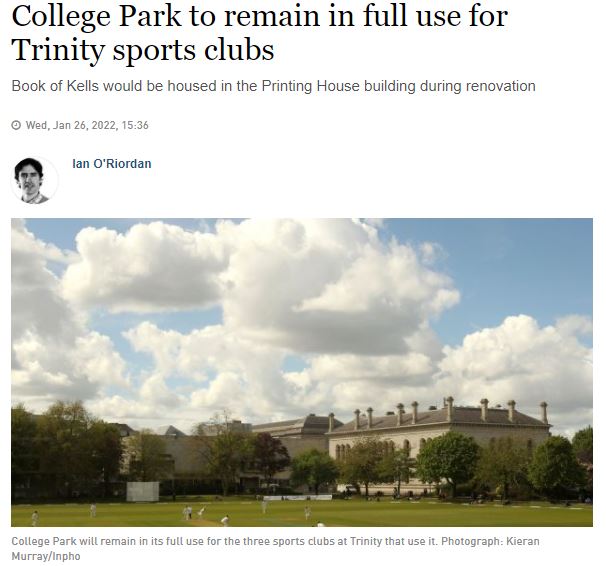 College Park to remain in full use for
Trinity sports clubs
Book of Kells would be housed in the Printing House building during renovation
Wed, Jan 26, 2022, 15:36
Ian O'Riordan
College Park will remain in its full use for the three sports clubs at Trinity that use it. Photograph: Kieran
Murray/Inpho